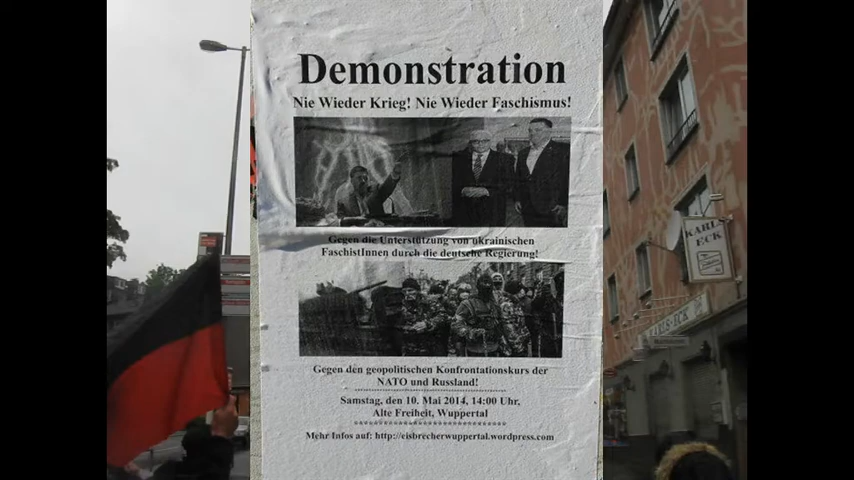 Demonstration
Nie Wieder Krieg! Nie Wieder Faschismus!
Gegen die Unterstützung von ukrainischen
FaschistInnen durch die deutsche Regierung!
Gegen den geopolitischen Konfrontationskurs der
NATO und Russland!
Samstag, den 10. Mai 2014, 14:00 Uhr,
Alte Freiheit, Wuppertal
Mehr Infos auf: http://eisbrecherwuppertal.wordpress.com
KARLS
ECK
KARLS-ECK